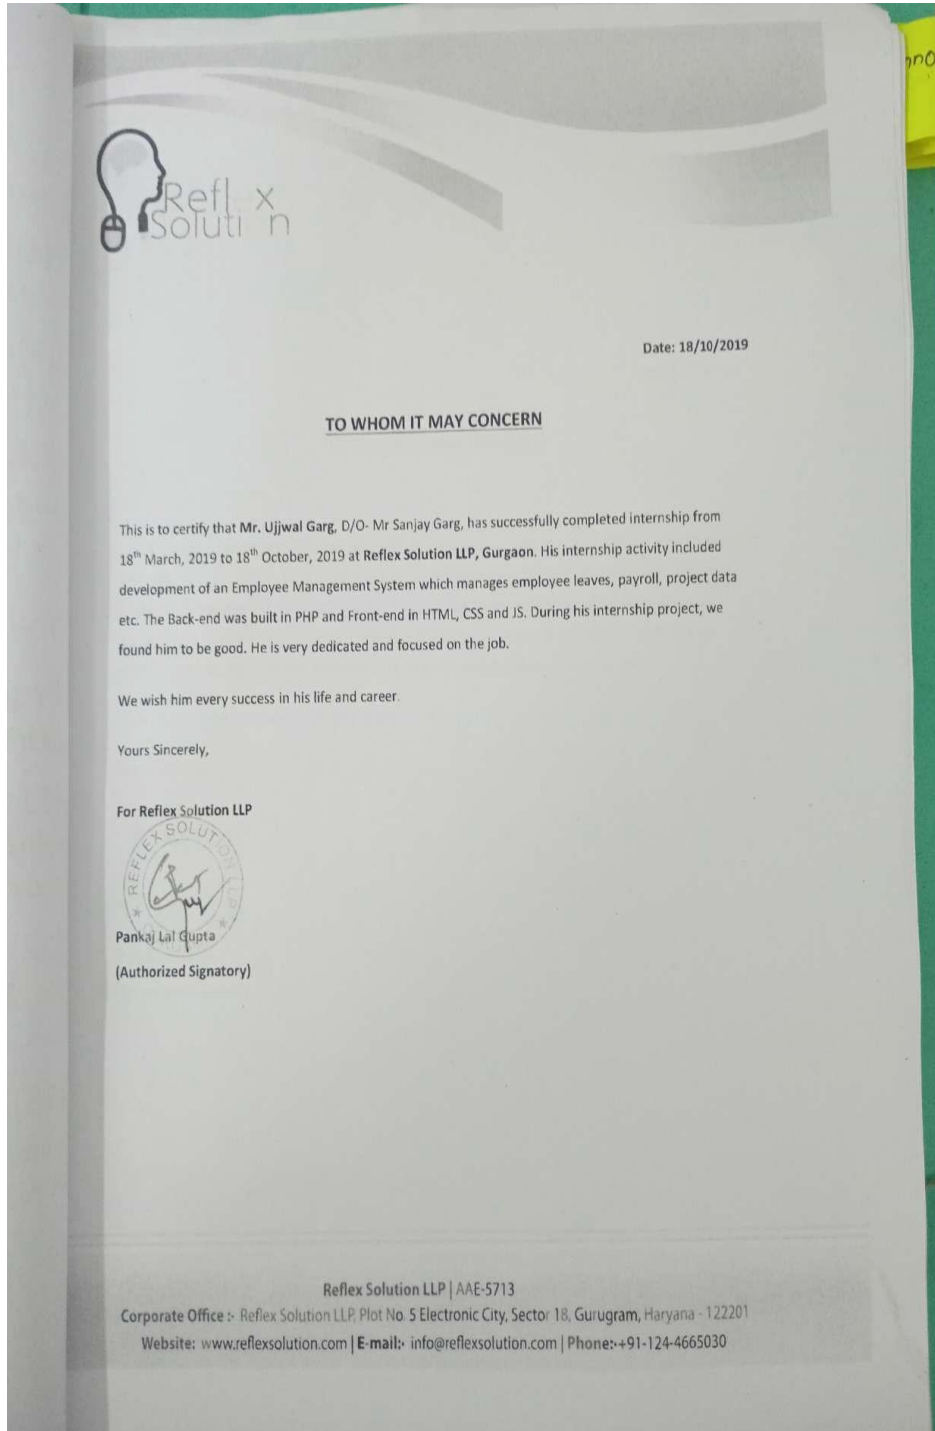 nno
Refl x
Soluti n
Date: 18/10/2019
TO WHOM IT MAY CONCERN
This is to certify that Mr. Ujjwal Garg, D/O- Mr Sanjay Garg, has successfully completed internship from
18th March, 2019 to 18th October, 2019 at Reflex Solution LLP, Gurgaon. His internship activity included
development of an Employee Management System which manages employee leaves, payroll, project data
etc. The Back-end was built in PHP and Front-end in HTML, CSS and JS. During his internship project, we
found him to be good. He is very dedicated and focused on the job.
We wish him every success in his life and career.
Yours Sincerely,
For Reflex Solution LLP
REFLEX SOLUTION LLP
Pankaj Lal Gupta
(Authorized Signatory)
Reflex Solution LLP | AAE-5713
Corporate Office :- Reflex Solution LLP, Plot No. 5 Electronic City, Sector 18, Gurugram, Haryana - 122201
Website: www.reflexsolution.com | E-mail:- info@reflexsolution.com | Phone:-+91-124-4665030